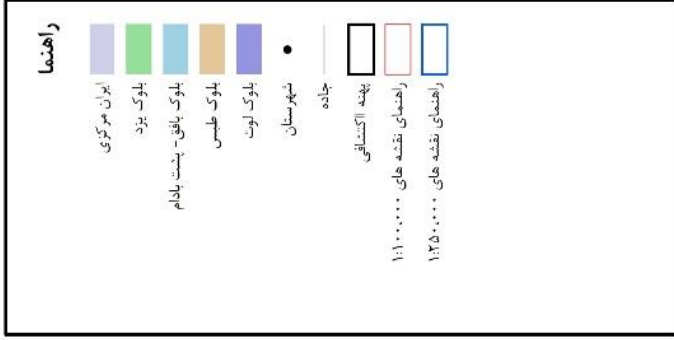 راهنما
ایران مرکزی
بلوک یزد
بلوک بافق - پشت بادام
بلوک طبس
بلوک لوت
شهرستان
جاده
پهنه اکتشافی
راهنمای نقشه های ۱:۱۰۰،۰۰۰
راهنمای نقشه های ۱:۲۵۰،۰۰۰